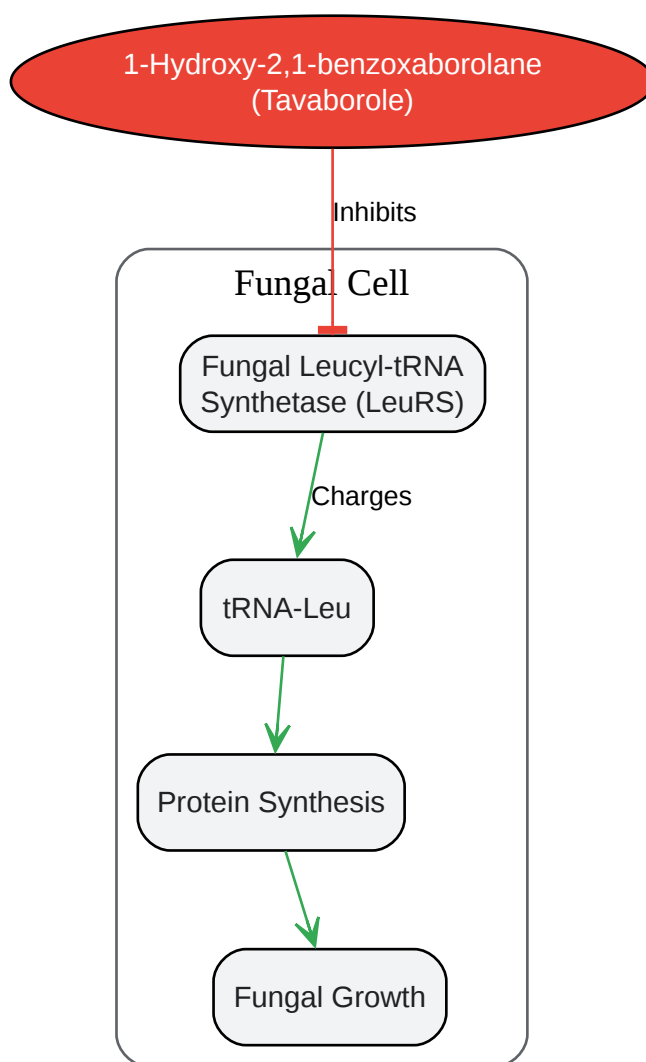 1-Hydroxy-2,1-benzoxaborolane
(Tavaborole)
Inhibits
Fungal Cell
Fungal Leucyl-tRNA
Synthetase (LeuRS)
Charges
tRNA-Leu
Protein Synthesis
Fungal Growth